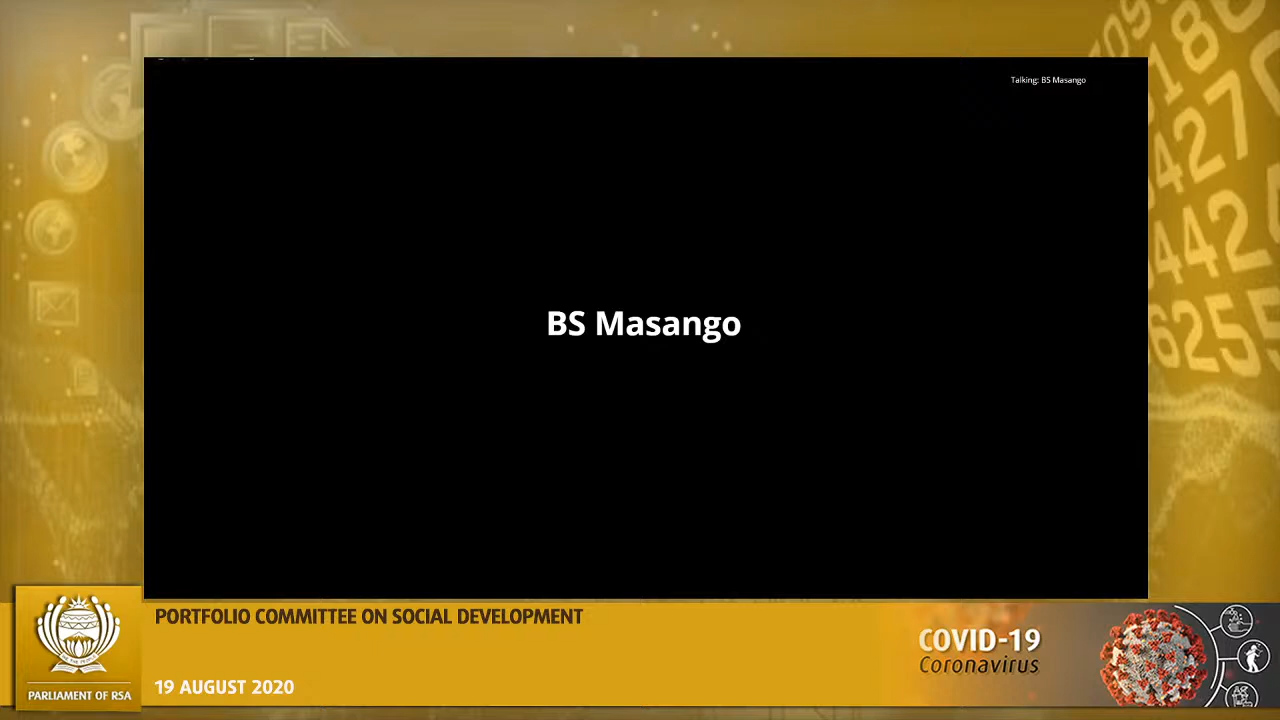 Talking: BS Masango
BS Masango
PORTFOLIO COMMITTEE ON SOCIAL DEVELOPMENT
19 AUGUST 2020
PARLIAMENT OF RSA
COVID-19
Coronavirus